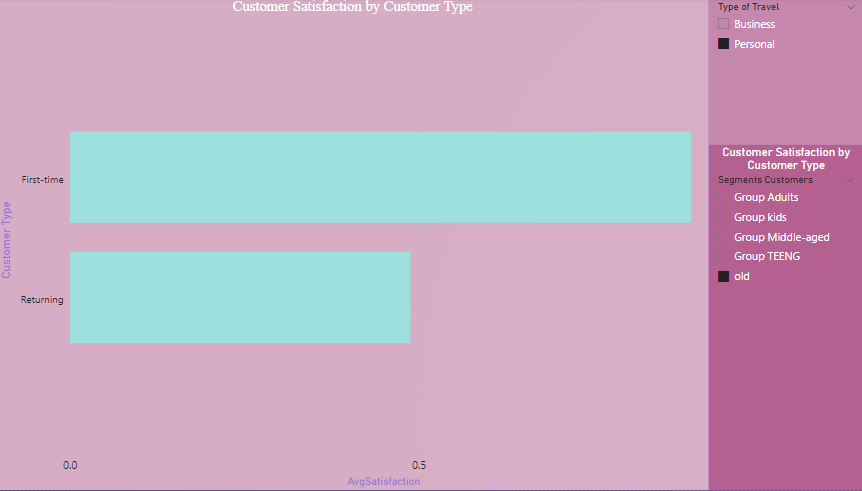 Customer Satisfaction by Customer Type
Customer Type
First-time
Returning
0.0
0.5
AvgSatisfaction
Type of Travel
Business
Personal
Customer Satisfaction by
Customer Type
Segments Customers
Group Adults
Group kids
Group Middle-aged
Group TEENG
old